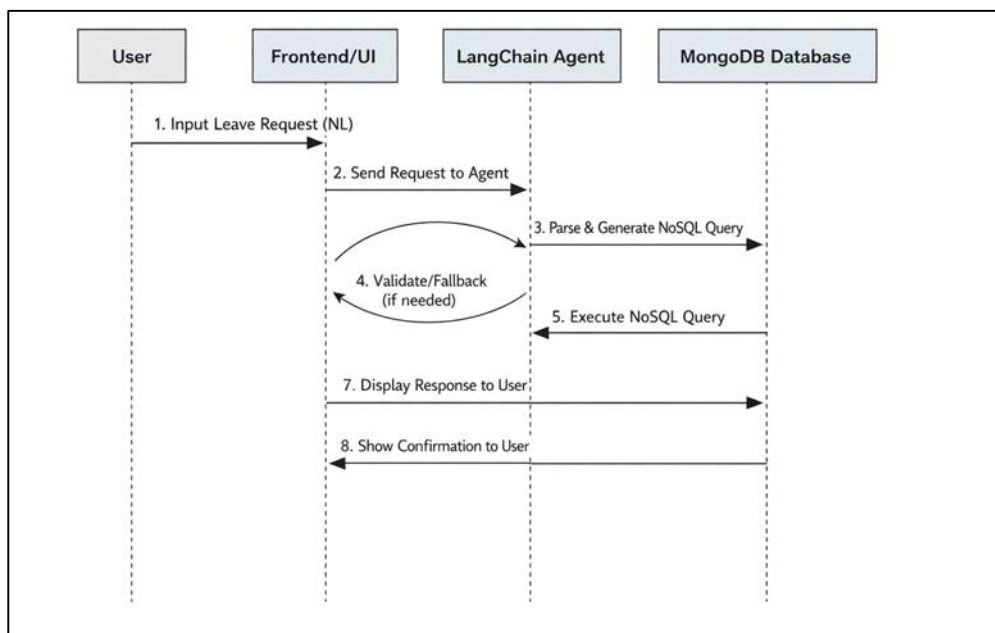 User
Frontend/UI
LangChain Agent
MongoDB Database
1. Input Leave Request (NL)
2. Send Request to Agent
3. Parse & Generate NoSQL Query
4. Validate/Fallback
(if needed)
5. Execute NoSQL Query
7. Display Response to User
8. Show Confirmation to User